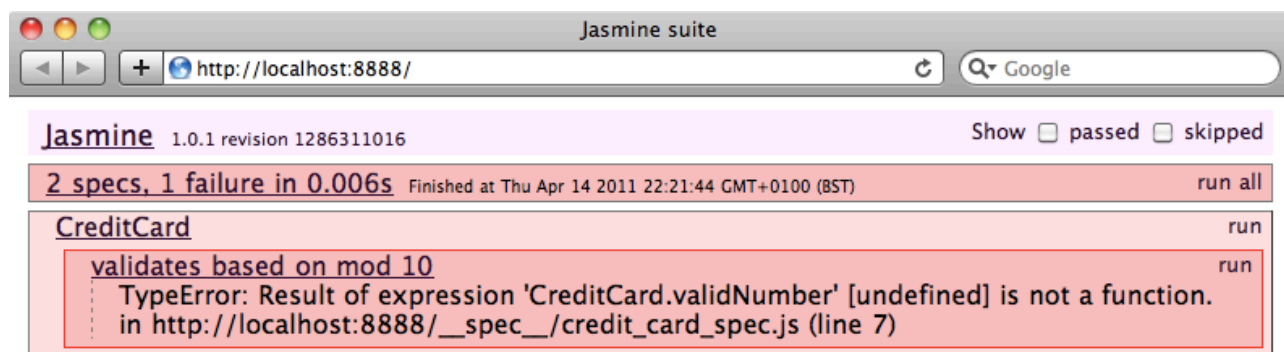 Jasmine suite
http://localhost:8888/
Google
Jasmine 1.0.1 revision 1286311016 Show passed skipped
2 specs, 1 failure in 0.006s Finished at Thu Apr 14 2011 22:21:44 GMT+0100 (BST) run all
CreditCard run
validates based on mod 10 run
TypeError: Result of expression 'CreditCard.validNumber' [undefined] is not a function.
in http://localhost:8888/__spec__/credit_card_spec.js (line 7)